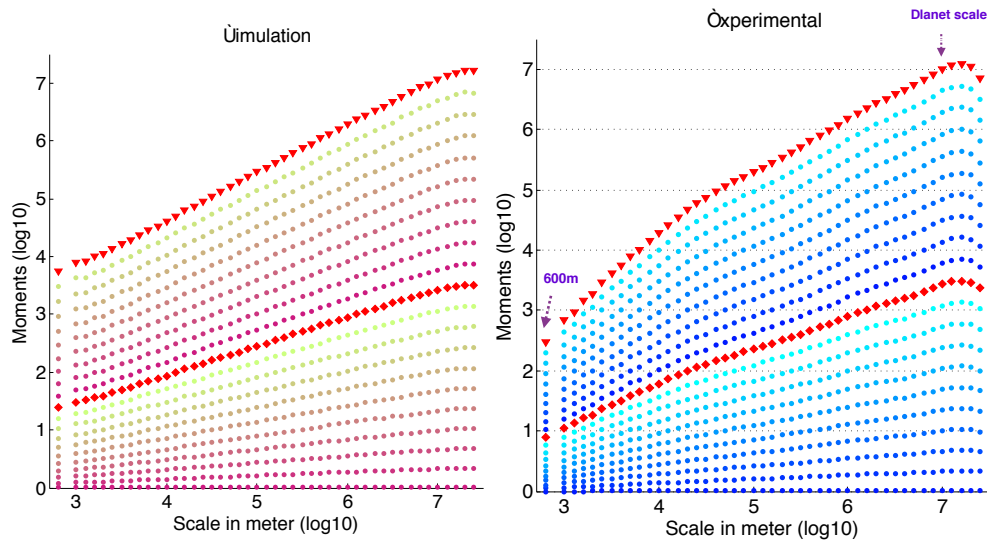 Ùimulation
Moments (log10)
7
6
5
4
3
2
1
0
3 4 5 6 7
Scale in meter (log10)
Òxperimental
Dlanet scale
600m
Moments (log10)
7
6
5
4
3
2
1
0
3 4 5 6 7
Scale in meter (log10)